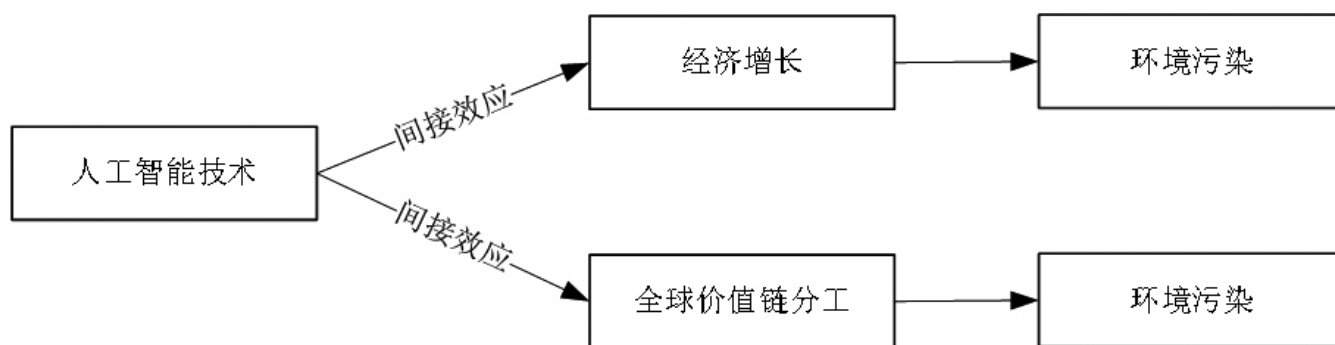 经济增长
环境污染
间接效应
人工智能技术
间接效应
全球价值链分工
环境污染